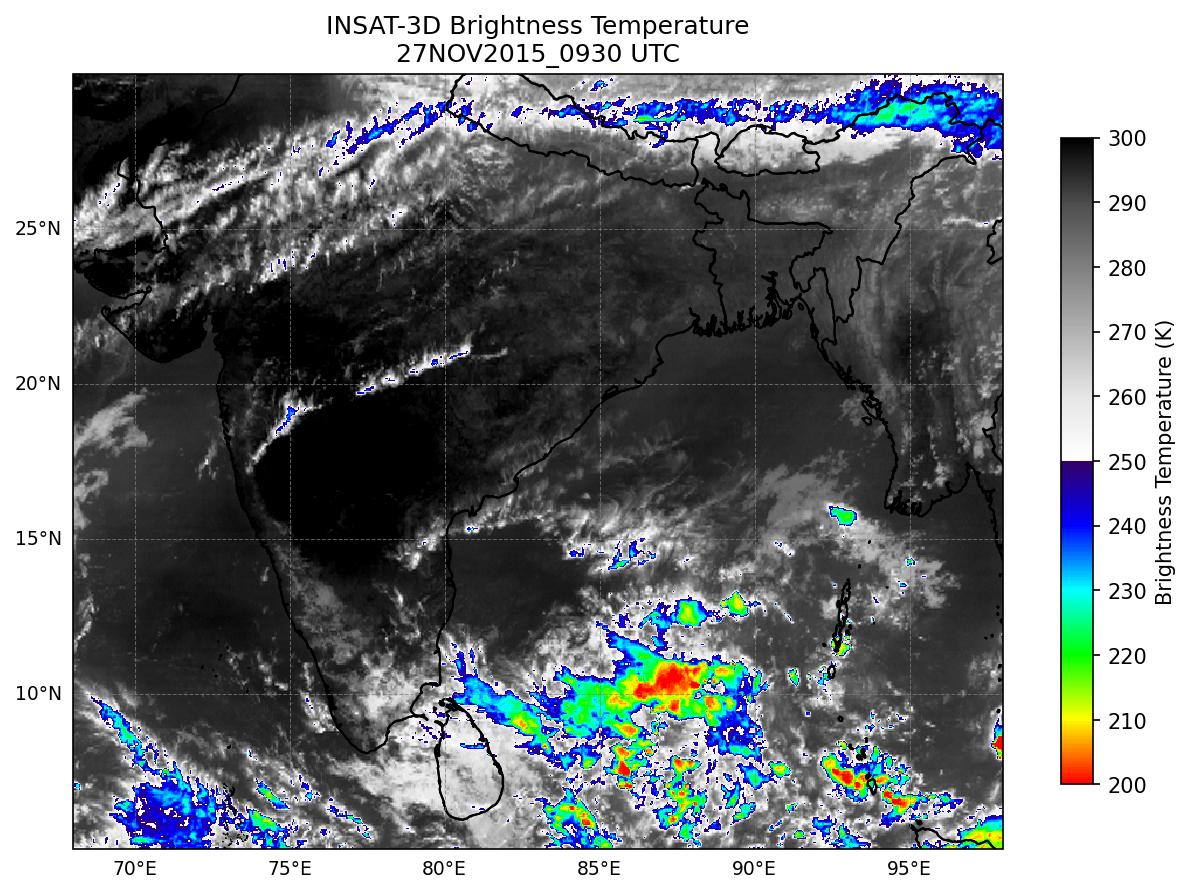 INSAT-3D Brightness Temperature
27NOV2015_0930 UTC
25°N
20°N
15°N
10°N
70°E
75°E
80°E
85°E
90°E
95°E
300
290
280
270
260
250
240
230
220
210
200
Brightness Temperature (K)